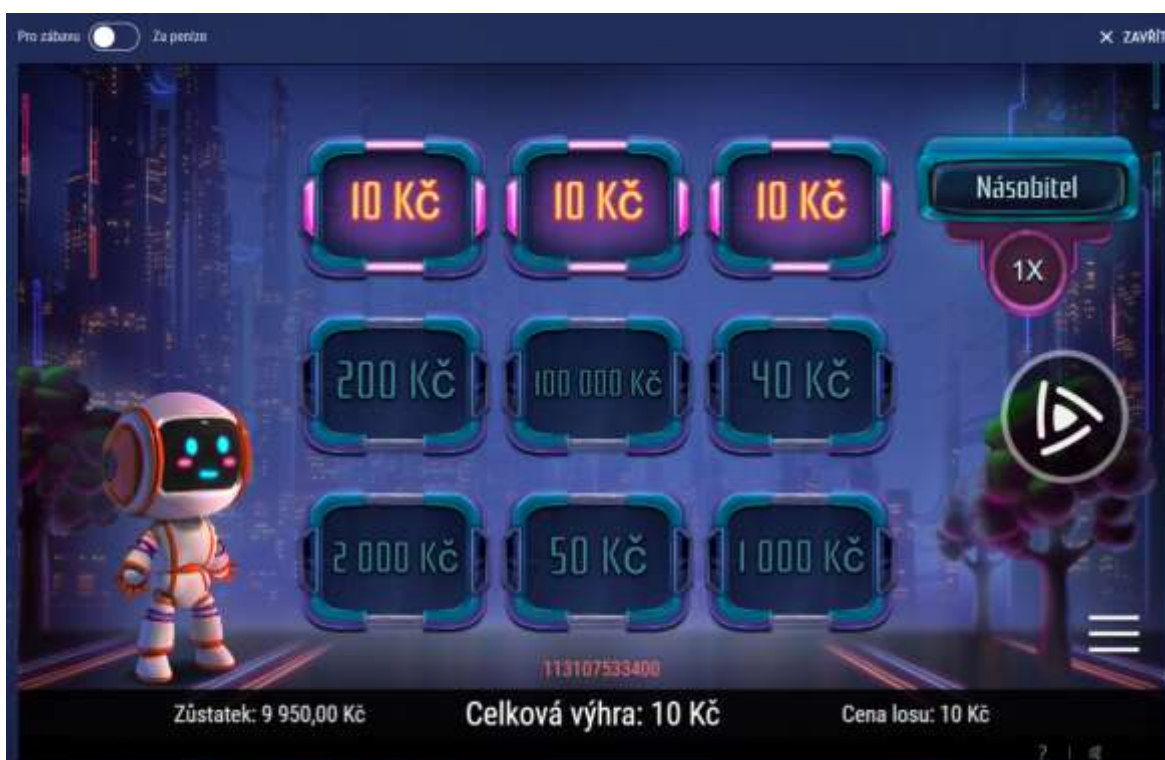 Pro zábavu Za peníze
× ZAVŘÍT
10 Kč 10 Kč 10 Kč
Násobitel
1X
200 Kč 100 000 Kč 40 Kč
2 000 Kč 50 Kč 1 000 Kč
113107533400
Zůstatek: 9 950,00 Kč Celková výhra: 10 Kč Cena losu: 10 Kč
?